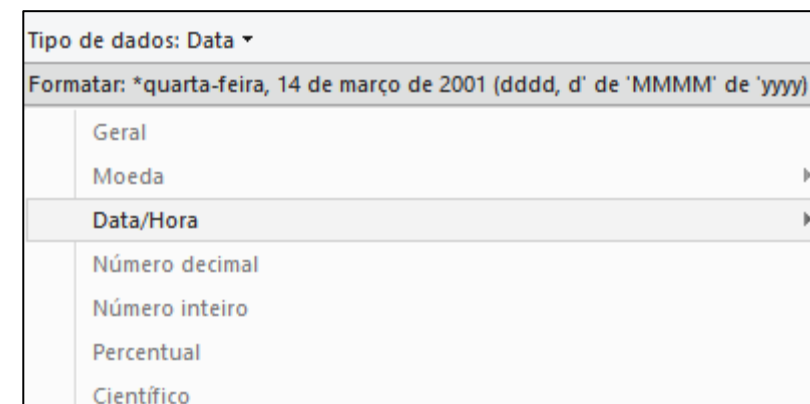 Tipo de dados: Data
Formatar: *quarta-feira, 14 de março de 2001 (dddd, d' de 'MMMM' de 'yyyy)
Geral
Moeda
Data/Hora
Número decimal
Número inteiro
Percentual
Científico